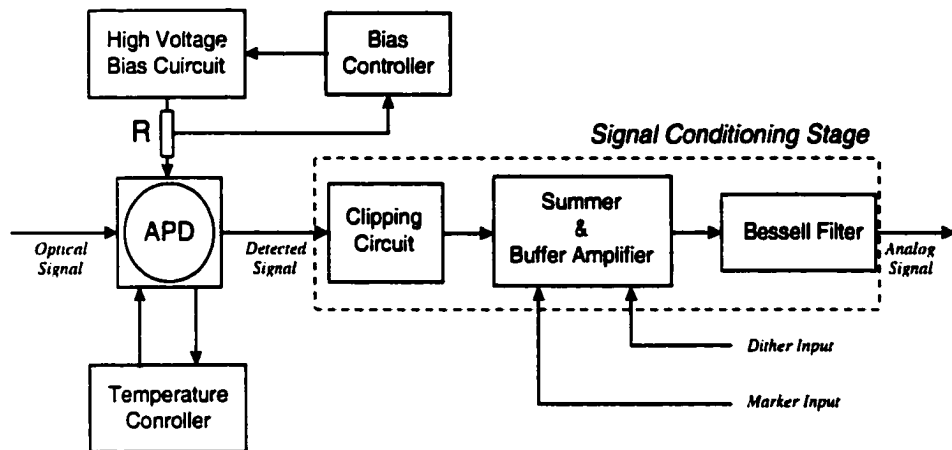 High Voltage
Bias Cuircuit
Bias
Controller
R
Signal Conditioning Stage
APD
Clipping
Circuit
Summer
&
Buffer Amplifier
Bessell Filter
Optical
Signal
Detected
Signal
Analog
Signal
Dither Input
Marker Input
Temperature
Conroller